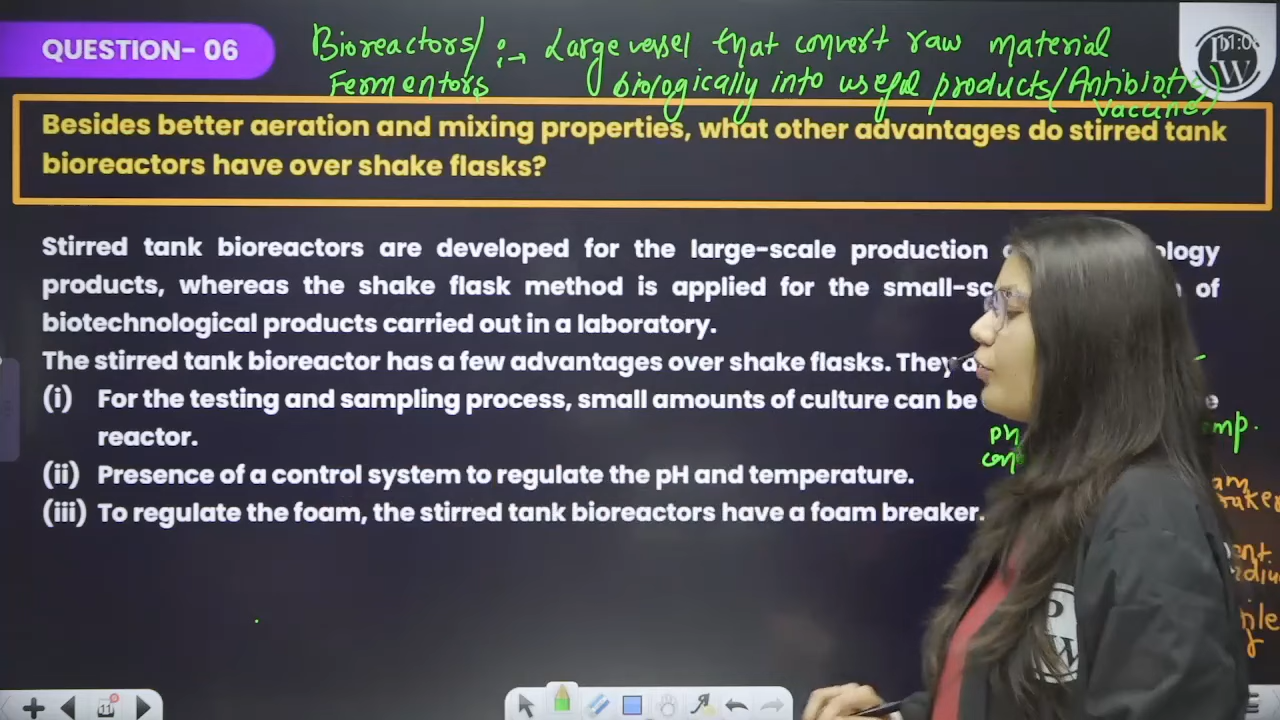 QUESTION- 06
Bioreactors/ :→ Large vessel that convert raw material
Fermentors biologically into useful products (Antibiotic
vaccines)
PW
Besides better aeration and mixing properties, what other advantages do stirred tank
bioreactors have over shake flasks?
Stirred tank bioreactors are developed for the large-scale production
products, whereas the shake flask method is applied for the of
biotechnological products carried out in a laboratory.
The stirred tank bioreactor has a few advantages over shake flasks. They
(i) For the testing and sampling process, small amounts of culture can be
reactor.
(ii) Presence of a control system to regulate the pH and temperature.
(iii) To regulate the foam, the stirred tank bioreactors have a foam breaker.
11